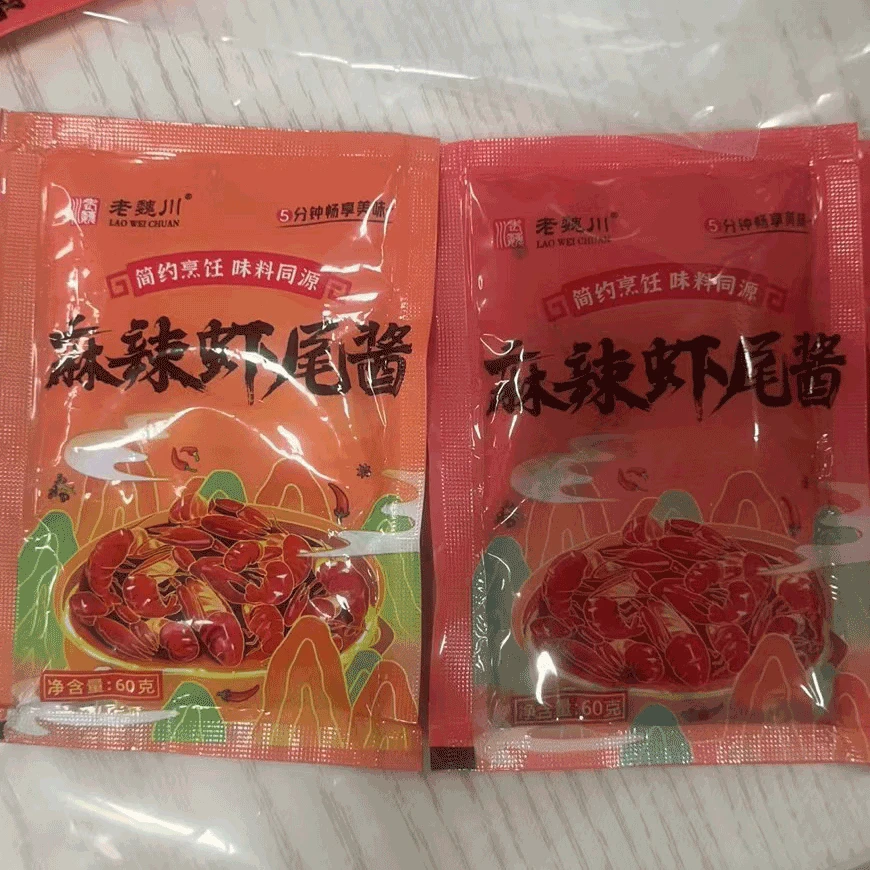 老魏川®
LAO WEI CHUAN
5分钟畅享美味
简约烹饪 味料同源
麻辣虾尾酱
净含量:60克
老魏川®
LAO WEI CHUAN
5分钟畅享美味
简约烹饪 味料同源
麻辣虾尾酱
净含量:60克